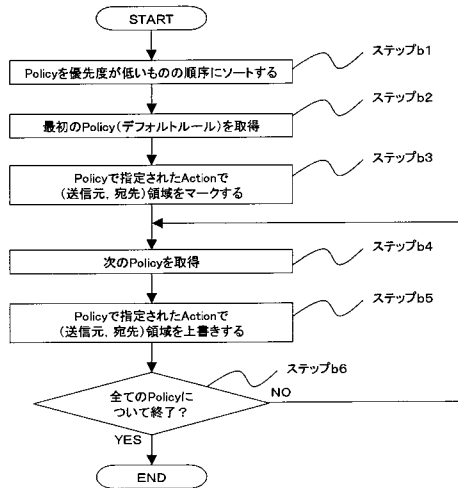 START
ステップb1
Policyを優先度が低いものの順序にソートする
ステップb2
最初のPolicy(デフォルトルール)を取得
ステップb3
Policyで指定されたActionで
(送信元, 宛先)領域をマークする
ステップb4
次のPolicyを取得
ステップb5
Policyで指定されたActionで
(送信元, 宛先)領域を上書きする
ステップb6
全てのPolicyに
ついて終了?
NO
YES
END